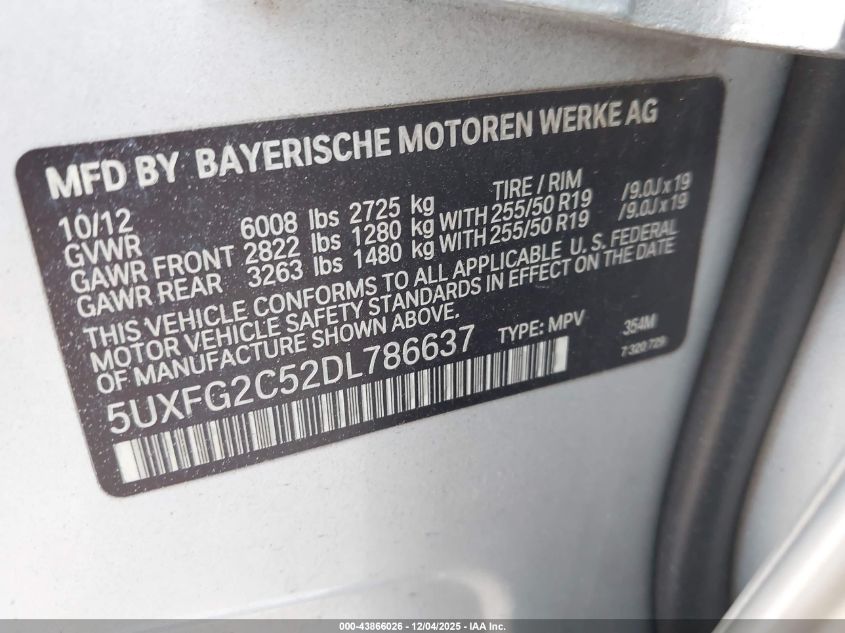 MFD BY BAYERISCHE MOTOREN WERKE AG
10/12 TIRE / RIM
GVWR 6008 lbs 2725 kg
GAWR FRONT 2822 lbs 1280 kg WITH 255/50 R19 /9.0J x 19
GAWR REAR 3263 lbs 1480 kg WITH 255/50 R19 /9.0J x 19
THIS VEHICLE CONFORMS TO ALL APPLICABLE U. S. FEDERAL
MOTOR VEHICLE SAFETY STANDARDS IN EFFECT ON THE DATE
OF MANUFACTURE SHOWN ABOVE.
5UXFG2C52DL786637 TYPE: MPV 354M
7 320 729
000-43866026 - 12/04/2025 - IAA Inc.